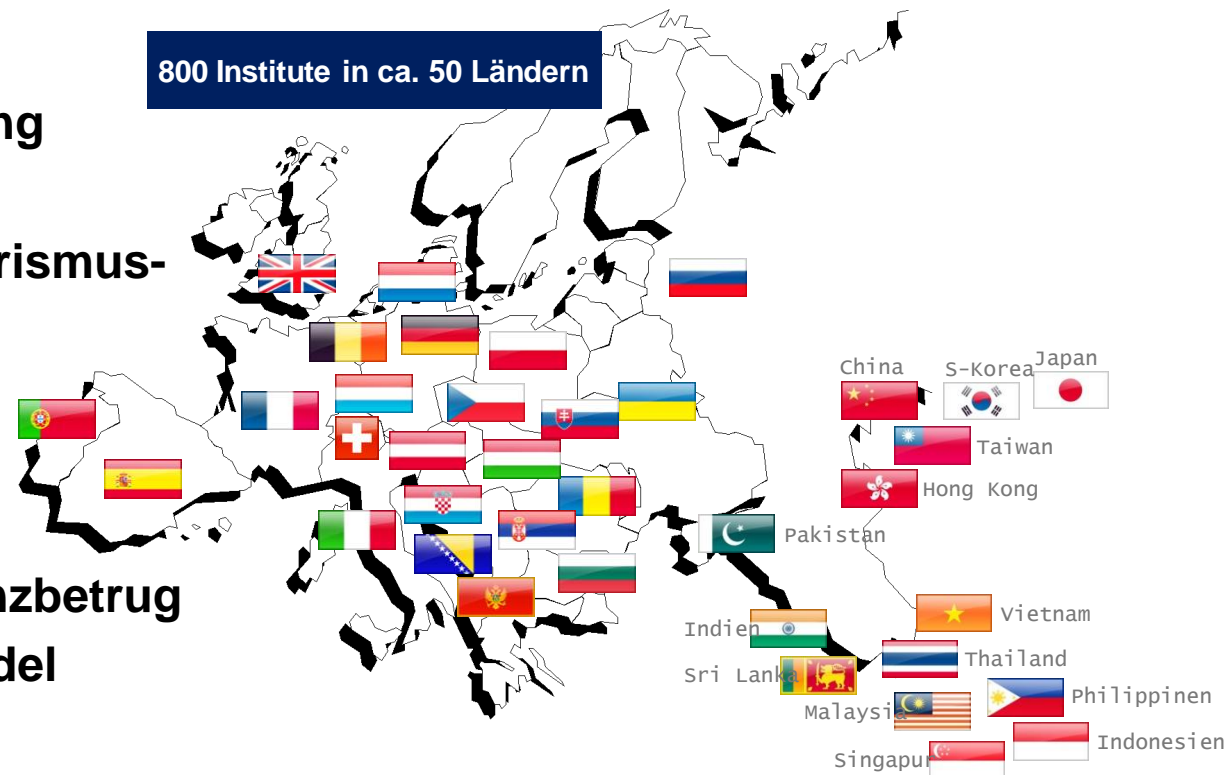 800 Institute in ca. 50 Ländern
ng
rismus-
nzbetrug
del
China
S-Korea
Japan
Taiwan
Hong Kong
Pakistan
Vietnam
Indien
Thailand
Sri Lanka
Philippinen
Malaysia
Indonesien
Singapur